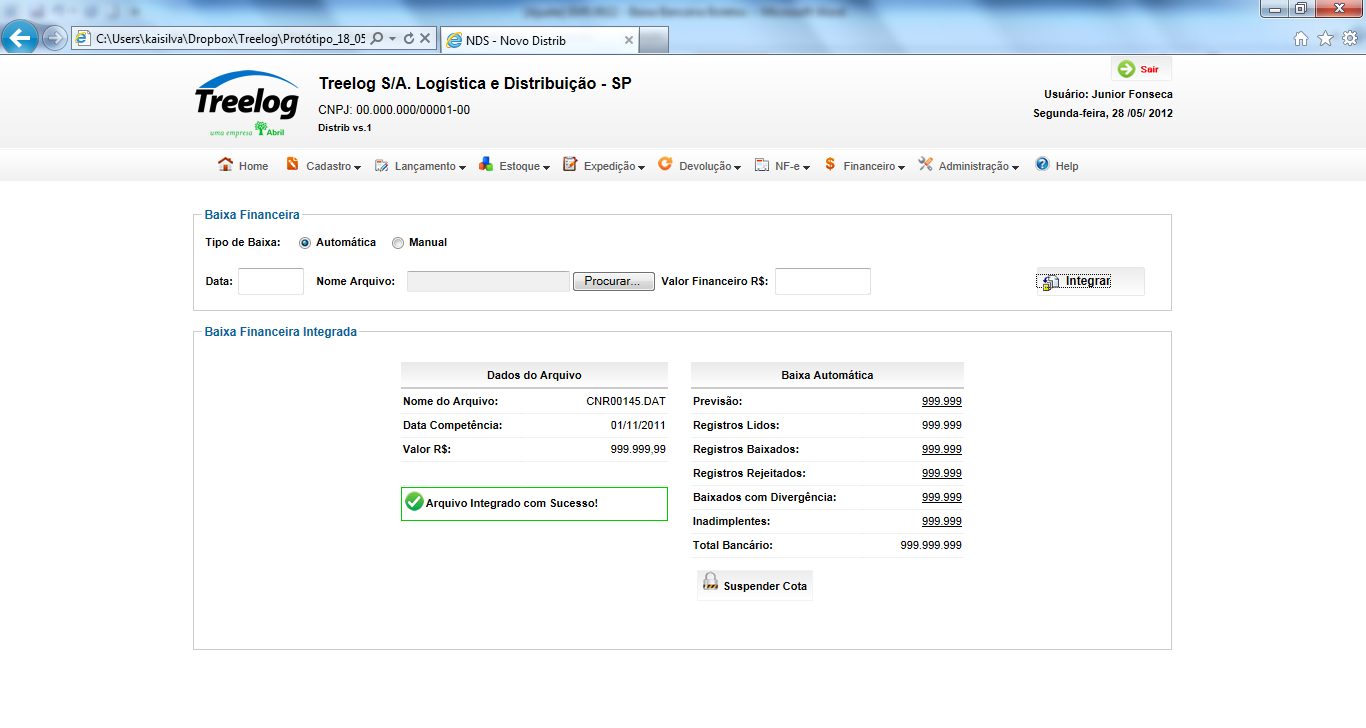 C:\Users\kaisilva\Dropbox\Treelog\Protótipo_18_05
NDS - Novo Distrib
Treelog
uma empresa Abril
Treelog S/A. Logística e Distribuição - SP
CNPJ: 00.000.000/00001-00
Distrib vs.1
Sair
Usuário: Junior Fonseca
Segunda-feira, 28 /05/ 2012
Home Cadastro Lançamento Estoque Expedição Devolução NF-e Financeiro Administração Help
Baixa Financeira
Tipo de Baixa: Automática Manual
Data: Nome Arquivo: Procurar... Valor Financeiro R$: Integrar
Baixa Financeira Integrada
Dados do Arquivo
Nome do Arquivo: CNR00145.DAT
Data Competência: 01/11/2011
Valor R$: 999.999,99
Arquivo Integrado com Sucesso!
Baixa Automática
Previsão: 999.999
Registros Lidos: 999.999
Registros Baixados: 999.999
Registros Rejeitados: 999.999
Baixados com Divergência: 999.999
Inadimplentes: 999.999
Total Bancário: 999.999.999
Suspender Cota